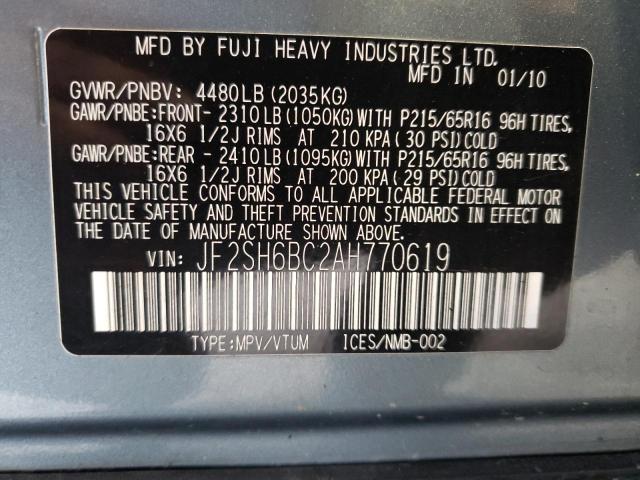 MFD BY FUJI HEAVY INDUSTRIES LTD.
MFD IN 01/10
GVWR/PNBV: 4480LB(2035KG)
GAWR/PNBE:FRONT- 2310LB(1050KG)WITH P215/65R16 96H TIRES,
16X6 1/2J RIMS AT 210 KPA(30 PSI)COLD
GAWR/PNBE:REAR - 2410LB(1095KG)WITH P215/65R16 96H TIRES,
16X6 1/2J RIMS AT 200 KPA(29 PSI)COLD
THIS VEHICLE CONFORMS TO ALL APPLICABLE FEDERAL MOTOR
VEHICLE SAFETY AND THEFT PREVENTION STANDARDS IN EFFECT ON
THE DATE OF MANUFACTURE SHOWN ABOVE.
VIN: JF2SH6BC2AH770619
TYPE:MPV/VTUM ICES/NMB-002